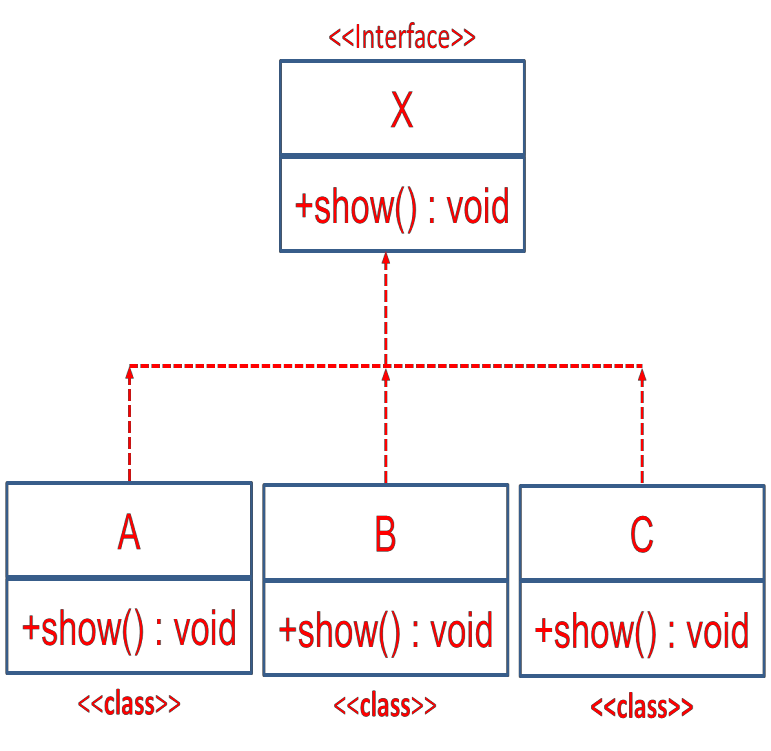 <<Interface>>
X
+show() : void
A
B
C
+show() : void
+show() : void
+show() : void
<<class>>
<<class>>
<<class>>